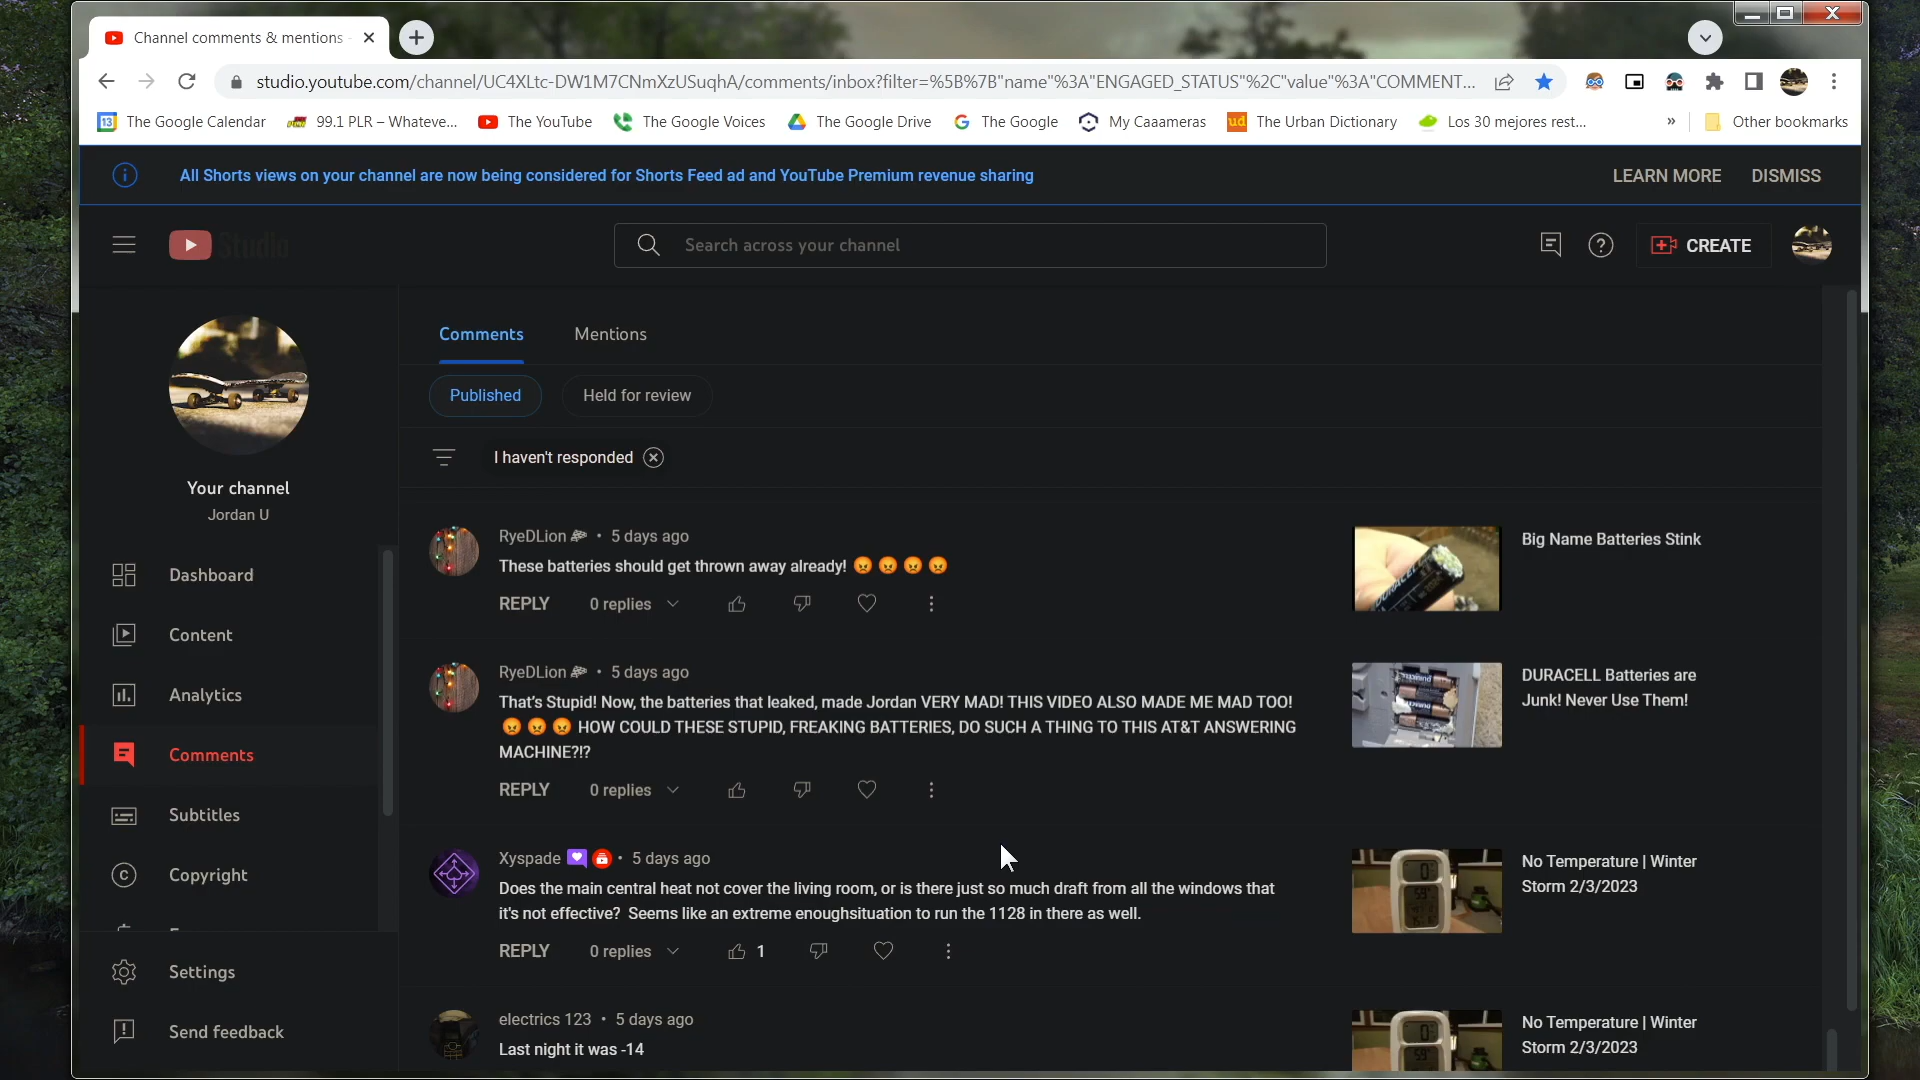 Channel comments & mentions
studio.youtube.com/channel/UC4XLtc-DW1M7CNmXzUSuqhA/comments/inbox?filter=%5B%7B"name"%3A"ENGAGED_STATUS"%2C"value"%3A"COMMENT...
13 The Google Calendar 99.1 PLR – Whateve... The YouTube The Google Voices The Google Drive The Google My Caaameras ud The Urban Dictionary Los 30 mejores rest... » Other bookmarks
All Shorts views on your channel are now being considered for Shorts Feed ad and YouTube Premium revenue sharing LEARN MORE DISMISS
Studio Search across your channel CREATE
Comments Mentions
Published Held for review
I haven't responded
Your channel
Jordan U
Dashboard
Content
Analytics
Comments
Subtitles
Copyright
Settings
Send feedback
RyeDLion • 5 days ago
These batteries should get thrown away already! 😡 😡 😡 😡
REPLY 0 replies
Big Name Batteries Stink
DURACELL
RyeDLion • 5 days ago
That's Stupid! Now, the batteries that leaked, made Jordan VERY MAD! THIS VIDEO ALSO MADE ME MAD TOO!
😡 😡 😡 HOW COULD THESE STUPID, FREAKING BATTERIES, DO SUCH A THING TO THIS AT&T ANSWERING
MACHINE?!?
REPLY 0 replies
DURACELL Batteries are
Junk! Never Use Them!
Xyspade • 5 days ago
Does the main central heat not cover the living room, or is there just so much draft from all the windows that
it's not effective? Seems like an extreme enoughsituation to run the 1128 in there as well.
REPLY 0 replies 1
No Temperature | Winter
Storm 2/3/2023
electrics 123 • 5 days ago
Last night it was -14
No Temperature | Winter
Storm 2/3/2023